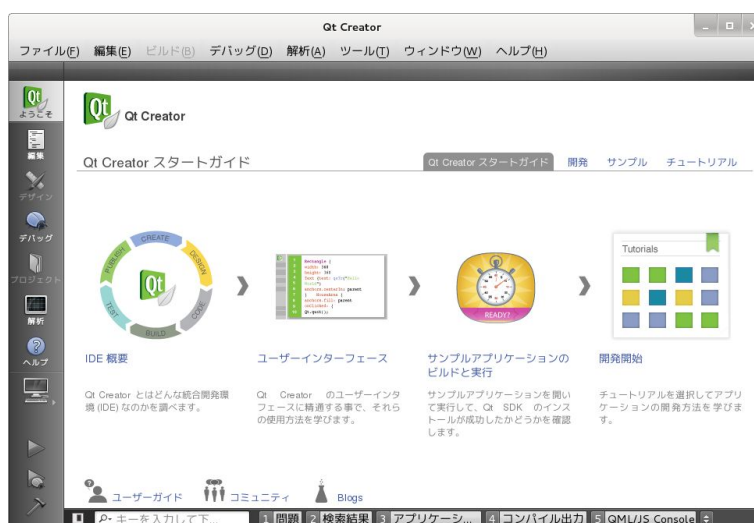 Qt Creator
ファイル(F) 編集(E) ビルド(B) デバッグ(D) 解析(A) ツール(T) ウィンドウ(W) ヘルプ(H)
Qt
ようこそ
編集
デザイン
デバッグ
プロジェクト
解析
ヘルプ
Qt Qt Creator
Qt Creator スタートガイド
Qt Creator スタートガイド 開発 サンプル チュートリアル
CREATE
DESIGN
CODE
BUILD
TEST
PUBLISH
Qt
READY?
Tutorials
IDE 概要
Qt Creator とはどんな統合開発環
境 (IDE) なのかを調べます。
ユーザーインターフェース
Qt Creator のユーザーインタ
フェースに精通する事で、それら
の使用方法を学びます。
サンプルアプリケーションの
ビルドと実行
サンプルアプリケーションを開い
て実行して、Qt SDK のインス
トールが成功したかどうかを確認
します。
開発開始
チュートリアルを選択してアプリ
ケーションの開発方法を学びま
す。
ユーザーガイド コミュニティ Blogs
キーを入力して下... 1 問題 2 検索結果 3 アプリケーシ... 4 コンパイル出力 5 QML/JS Console